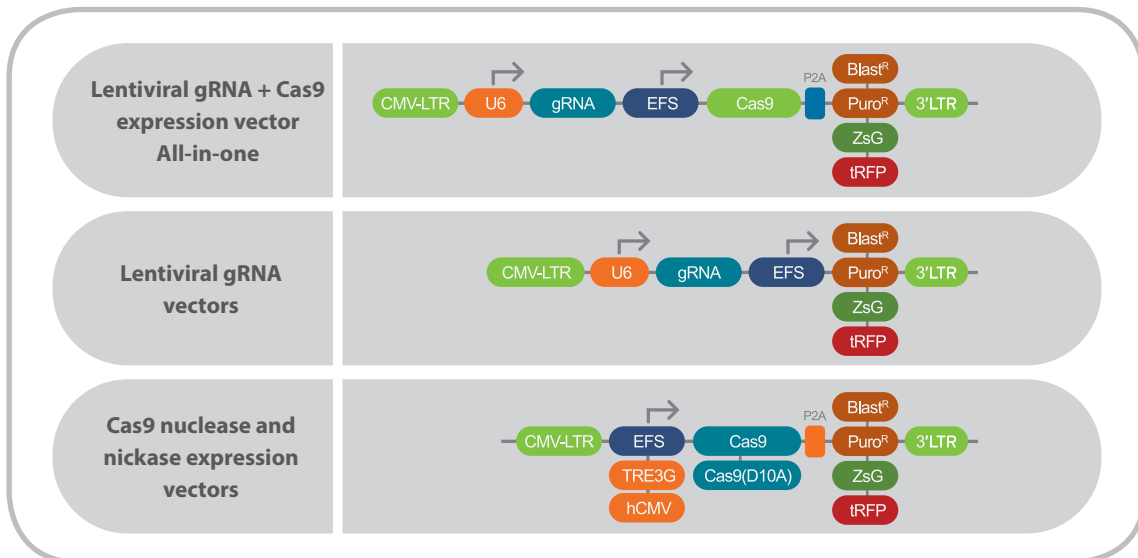 Lentiviral gRNA + Cas9
expression vector
All-in-one
CMV-LTR U6 gRNA EFS Cas9 P2A Blastᴿ
Puroᴿ
ZsG
tRFP
3'LTR
Lentiviral gRNA
vectors
CMV-LTR U6 gRNA EFS Blastᴿ
Puroᴿ
ZsG
tRFP
3'LTR
Cas9 nuclease and
nickase expression
vectors
CMV-LTR EFS
TRE3G
hCMV
Cas9
Cas9(D10A)
P2A
Blastᴿ
Puroᴿ
ZsG
tRFP
3'LTR